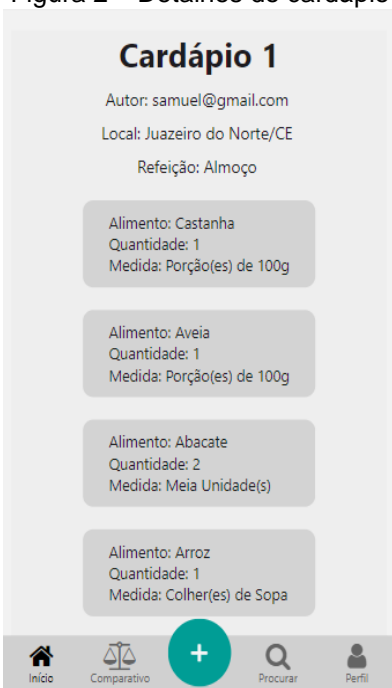 Figura 2 – Detalhes do cardápio
Cardápio 1
Autor: samuel@gmail.com
Local: Juazeiro do Norte/CE
Refeição: Almoço
Alimento: Castanha
Quantidade: 1
Medida: Porção(es) de 100g
Alimento: Aveia
Quantidade: 1
Medida: Porção(es) de 100g
Alimento: Abacate
Quantidade: 2
Medida: Meia Unidade(s)
Alimento: Arroz
Quantidade: 1
Medida: Colher(es) de Sopa
+
Início Comparativo Procurar Perfil